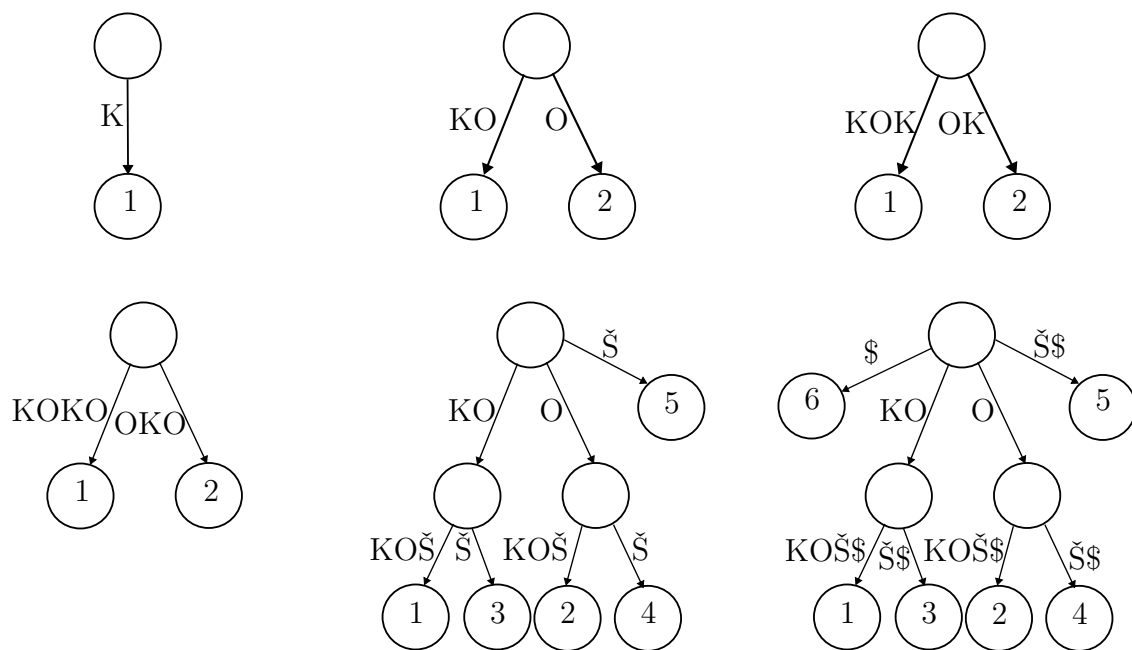 K
1
KO O
1 2
KOK OK
1 2
KOKO OKO
1 2
Š
KO O 5
KOŠ Š KOŠ Š
1 3 2 4
$ Š$
6 KO O 5
KOŠ$ Š$ KOŠ$ Š$
1 3 2 4